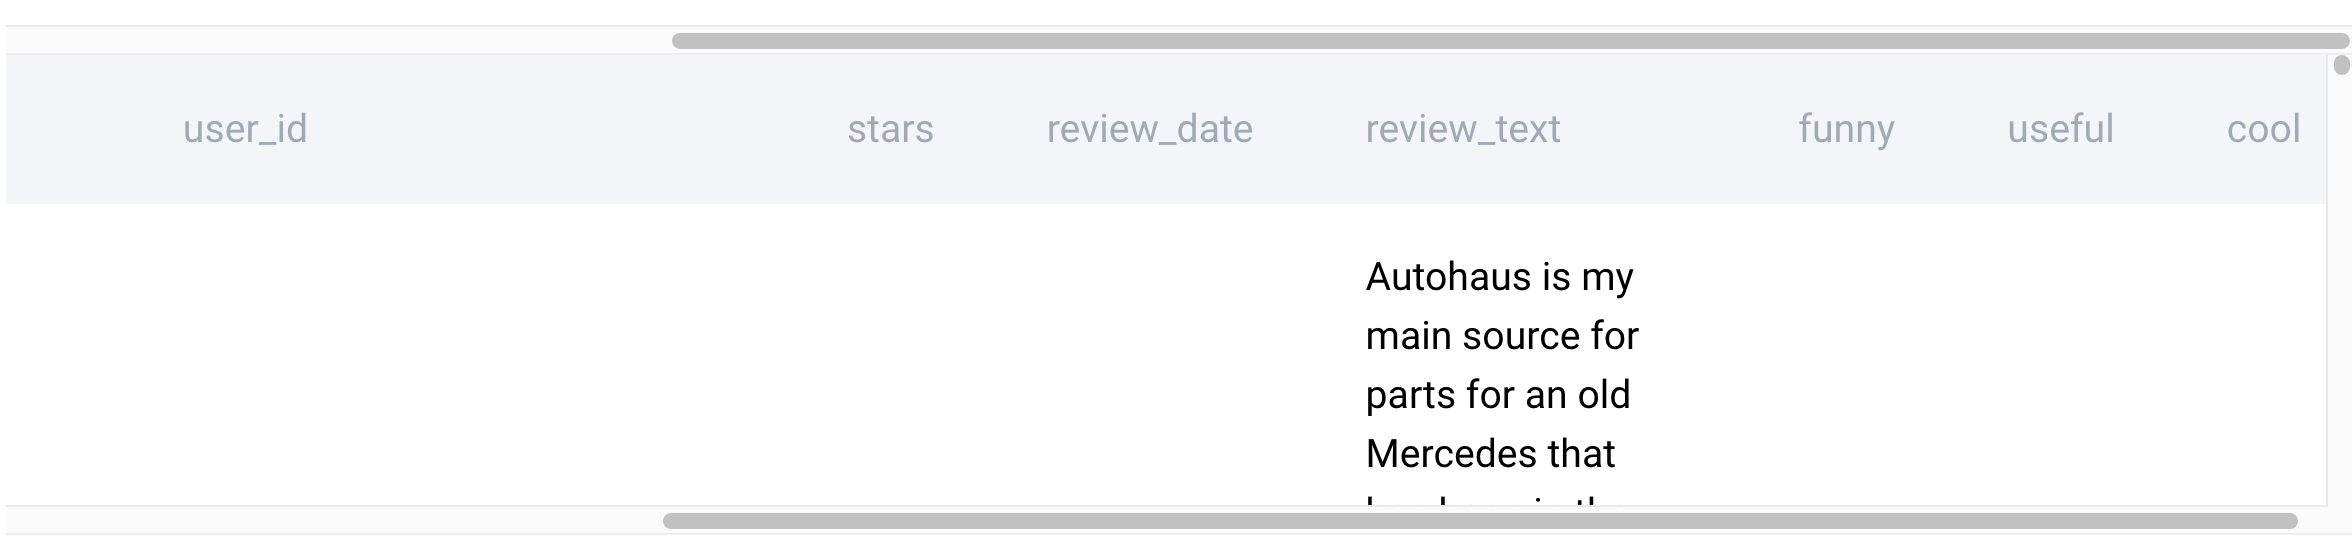 user_id stars review_date review_text funny useful cool
Autohaus is my
main source for
parts for an old
Mercedes that